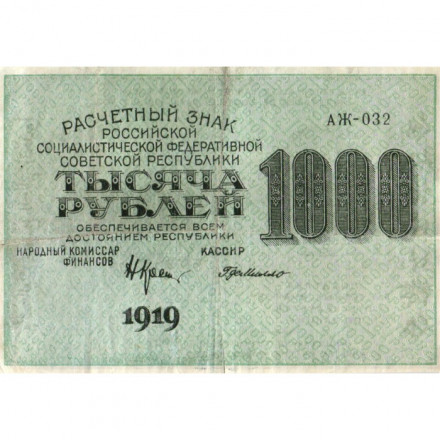 РАСЧЕТНЫЙ ЗНАК
РОССИЙСКОЙ
СОЦИАЛИСТИЧЕСКОЙ ФЕДЕРАТИВНОЙ
СОВЕТСКОЙ РЕСПУБЛИКИ
ТЫСЯЧА
РУБЛЕЙ
ОБЕСПЕЧИВАЕТСЯ ВСЕМ
ДОСТОЯНИЕМ РЕСПУБЛИКИ
НАРОДНЫЙ КОМИССАР
ФИНАНСОВ
КАССИР
1919
АЖ-032
1000